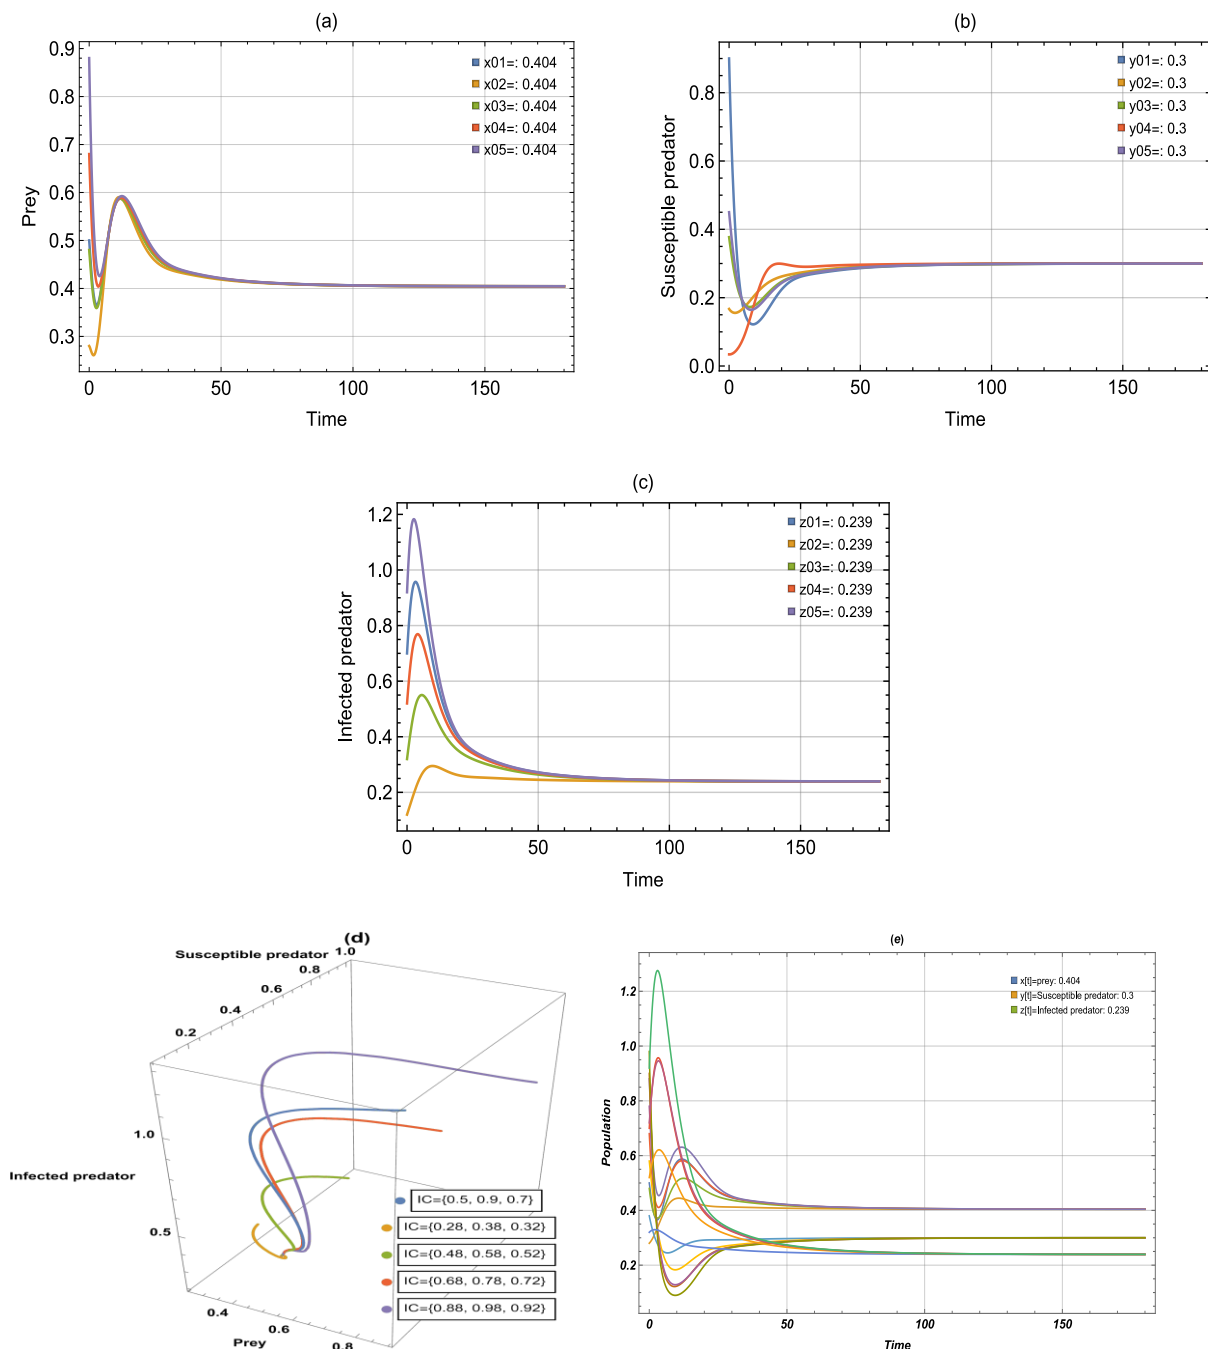 (a)
0.9
0.8
0.7
0.6
0.5
0.4
0.3
Prey
x01=: 0.404
x02=: 0.404
x03=: 0.404
x04=: 0.404
x05=: 0.404
0 50 100 150
Time
(b)
0.8
0.6
0.4
0.2
0.0
Susceptible predator
y01=: 0.3
y02=: 0.3
y03=: 0.3
y04=: 0.3
y05=: 0.3
0 50 100 150
Time
(c)
1.2
1.0
0.8
0.6
0.4
0.2
Infected predator
z01=: 0.239
z02=: 0.239
z03=: 0.239
z04=: 0.239
z05=: 0.239
0 50 100 150
Time
(d)
Susceptible predator
1.0
0.8
0.6
0.4
0.2
1.0
Infected predator
0.5
IC={0.5, 0.9, 0.7}
IC={0.28, 0.38, 0.32}
IC={0.48, 0.58, 0.52}
IC={0.68, 0.78, 0.72}
IC={0.88, 0.98, 0.92}
0.4
0.6
0.8
Prey
(e)
1.2
1.0
0.8
0.6
0.4
0.2
Population
x[t]=prey: 0.404
y[t]=Susceptible predator: 0.3
z[t]=Infected predator: 0.239
0 50 100 150
Time